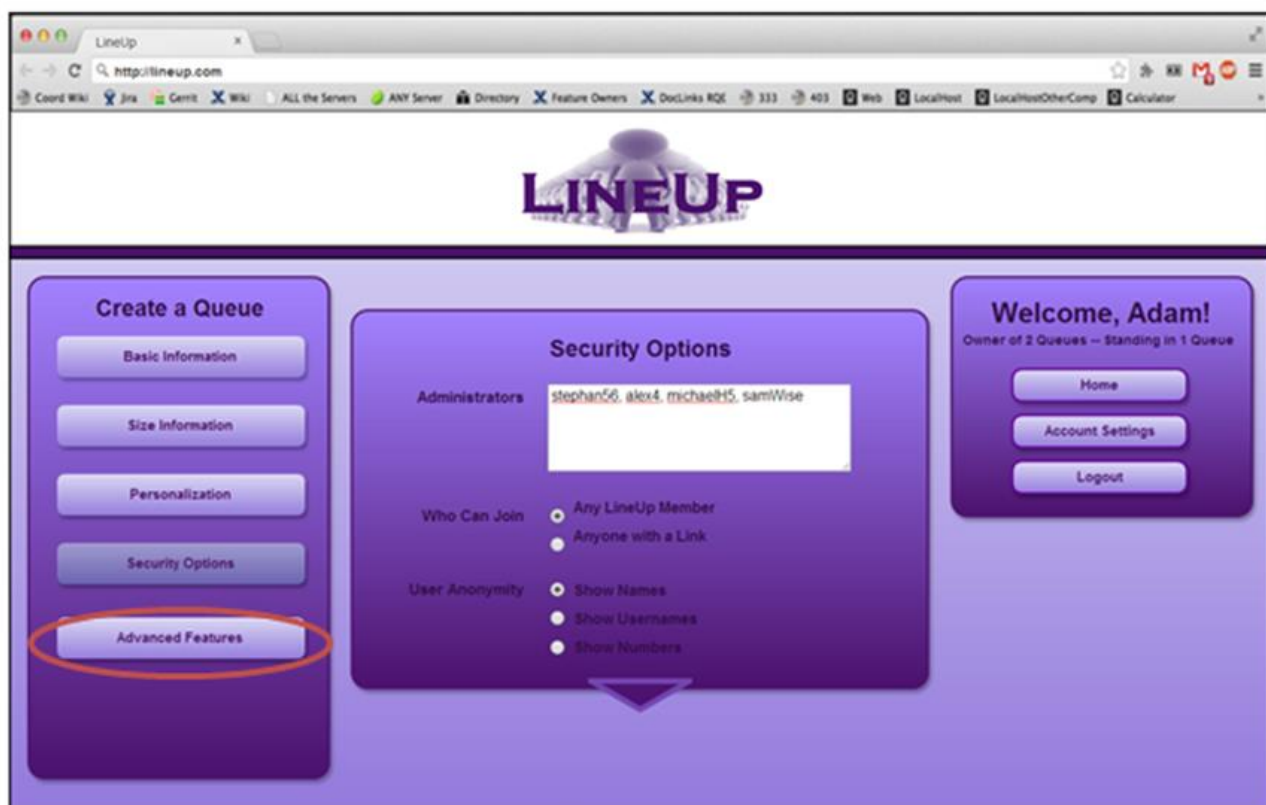 LineUp
http://lineup.com
Coord Wiki Jira Gerrit Wiki ALL the Servers ANY Server Directory Feature Owners DocLinks RQE 333 403 Web LocalHost LocalHostOtherComp Calculator
LINEUP
Create a Queue
Basic Information
Size Information
Personalization
Security Options
Advanced Features
Security Options
Administrators stephan56, alex4, michaelH5, samWise
Who Can Join Any LineUp Member
Anyone with a Link
User Anonymity Show Names
Show Usernames
Show Numbers
Welcome, Adam!
Owner of 2 Queues -- Standing in 1 Queue
Home
Account Settings
Logout